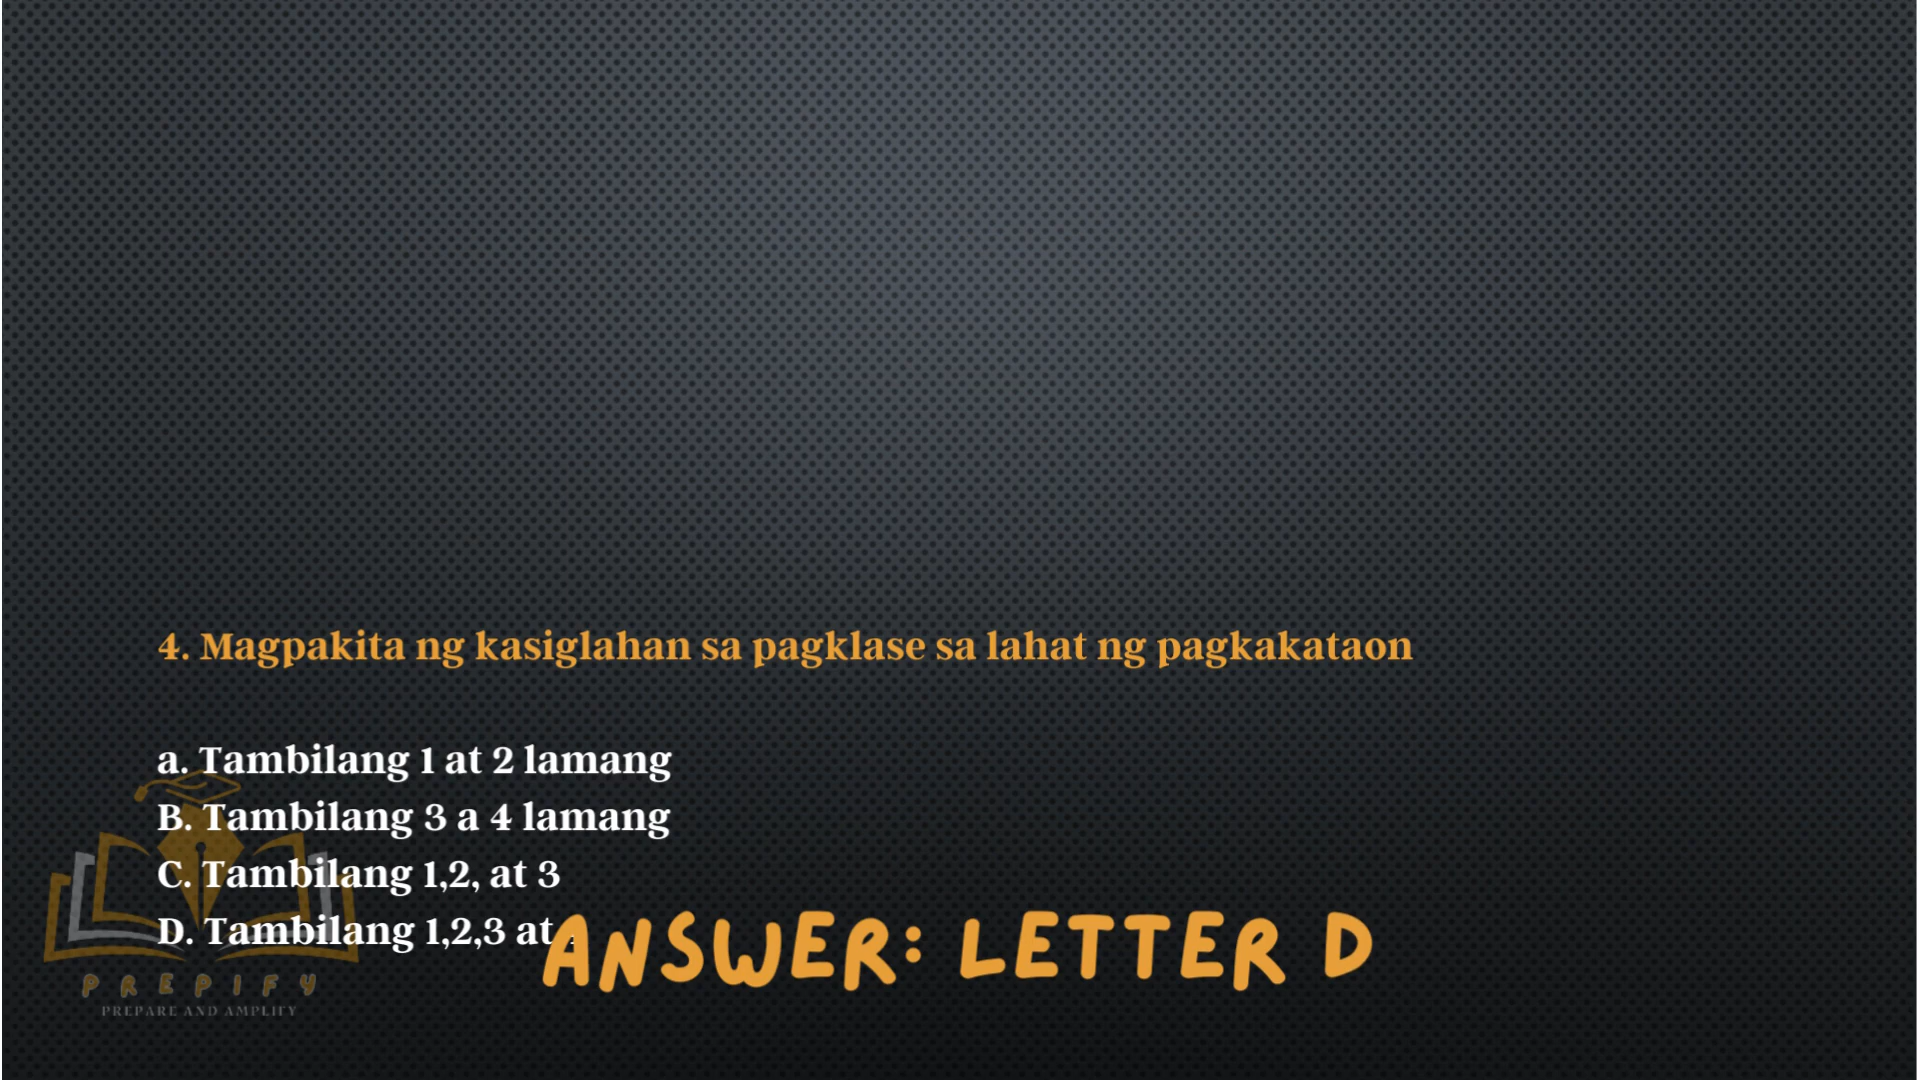 4. Magpakita ng kasiglahan sa pagklase sa lahat ng pagkakataon
a. Tambilang 1 at 2 lamang
B. Tambilang 3 a 4 lamang
C. Tambilang 1,2, at 3
D. Tambilang 1,2,3 at
ANSWER: LETTER D
PREPIFY
PREPARE AND AMPLIFY